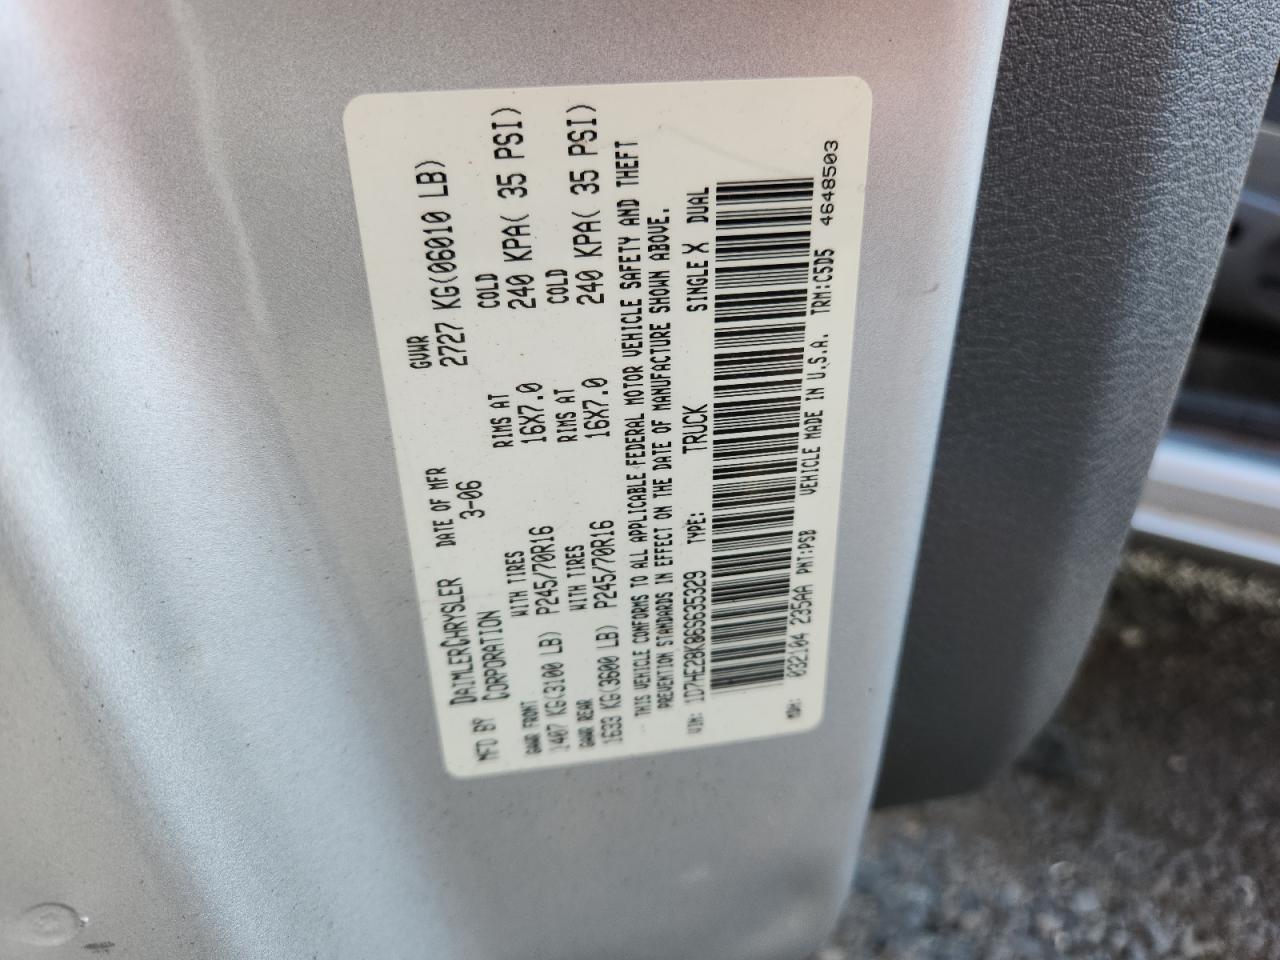 MFD BY DAIMLERCHRYSLER CORPORATION DATE OF MFR 3-06 GVWR 2727 KG(06010 LB)
GAWR FRONT WITH TIRES RIMS AT COLD
1407 KG(3100 LB) P245/70R16 16X7.0 240 KPA( 35 PSI)
GAWR REAR WITH TIRES RIMS AT COLD
1633 KG(3600 LB) P245/70R16 16X7.0 240 KPA( 35 PSI)
THIS VEHICLE CONFORMS TO ALL APPLICABLE FEDERAL MOTOR VEHICLE SAFETY AND THEFT
PREVENTION STANDARDS IN EFFECT ON THE DATE OF MANUFACTURE SHOWN ABOVE.
VIN: 1D7HE28K86S635329 TYPE: TRUCK SINGLE X DUAL
MDH: 032104 235AA PNT:PSB VEHICLE MADE IN U.S.A. TRM:C5D5 4648503